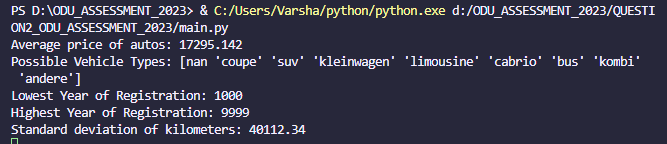 PS D:\ODU_ASSESSMENT_2023> & C:/Users/Varsha/python/python.exe d:/ODU_ASSESSMENT_2023/QUESTI
ON2_ODU_ASSESSMENT_2023/main.py
Average price of autos: 17295.142
Possible Vehicle Types: [nan 'coupe' 'suv' 'kleinwagen' 'limousine' 'cabrio' 'bus' 'kombi'
 'andere']
Lowest Year of Registration: 1000
Highest Year of Registration: 9999
Standard deviation of kilometers: 40112.34